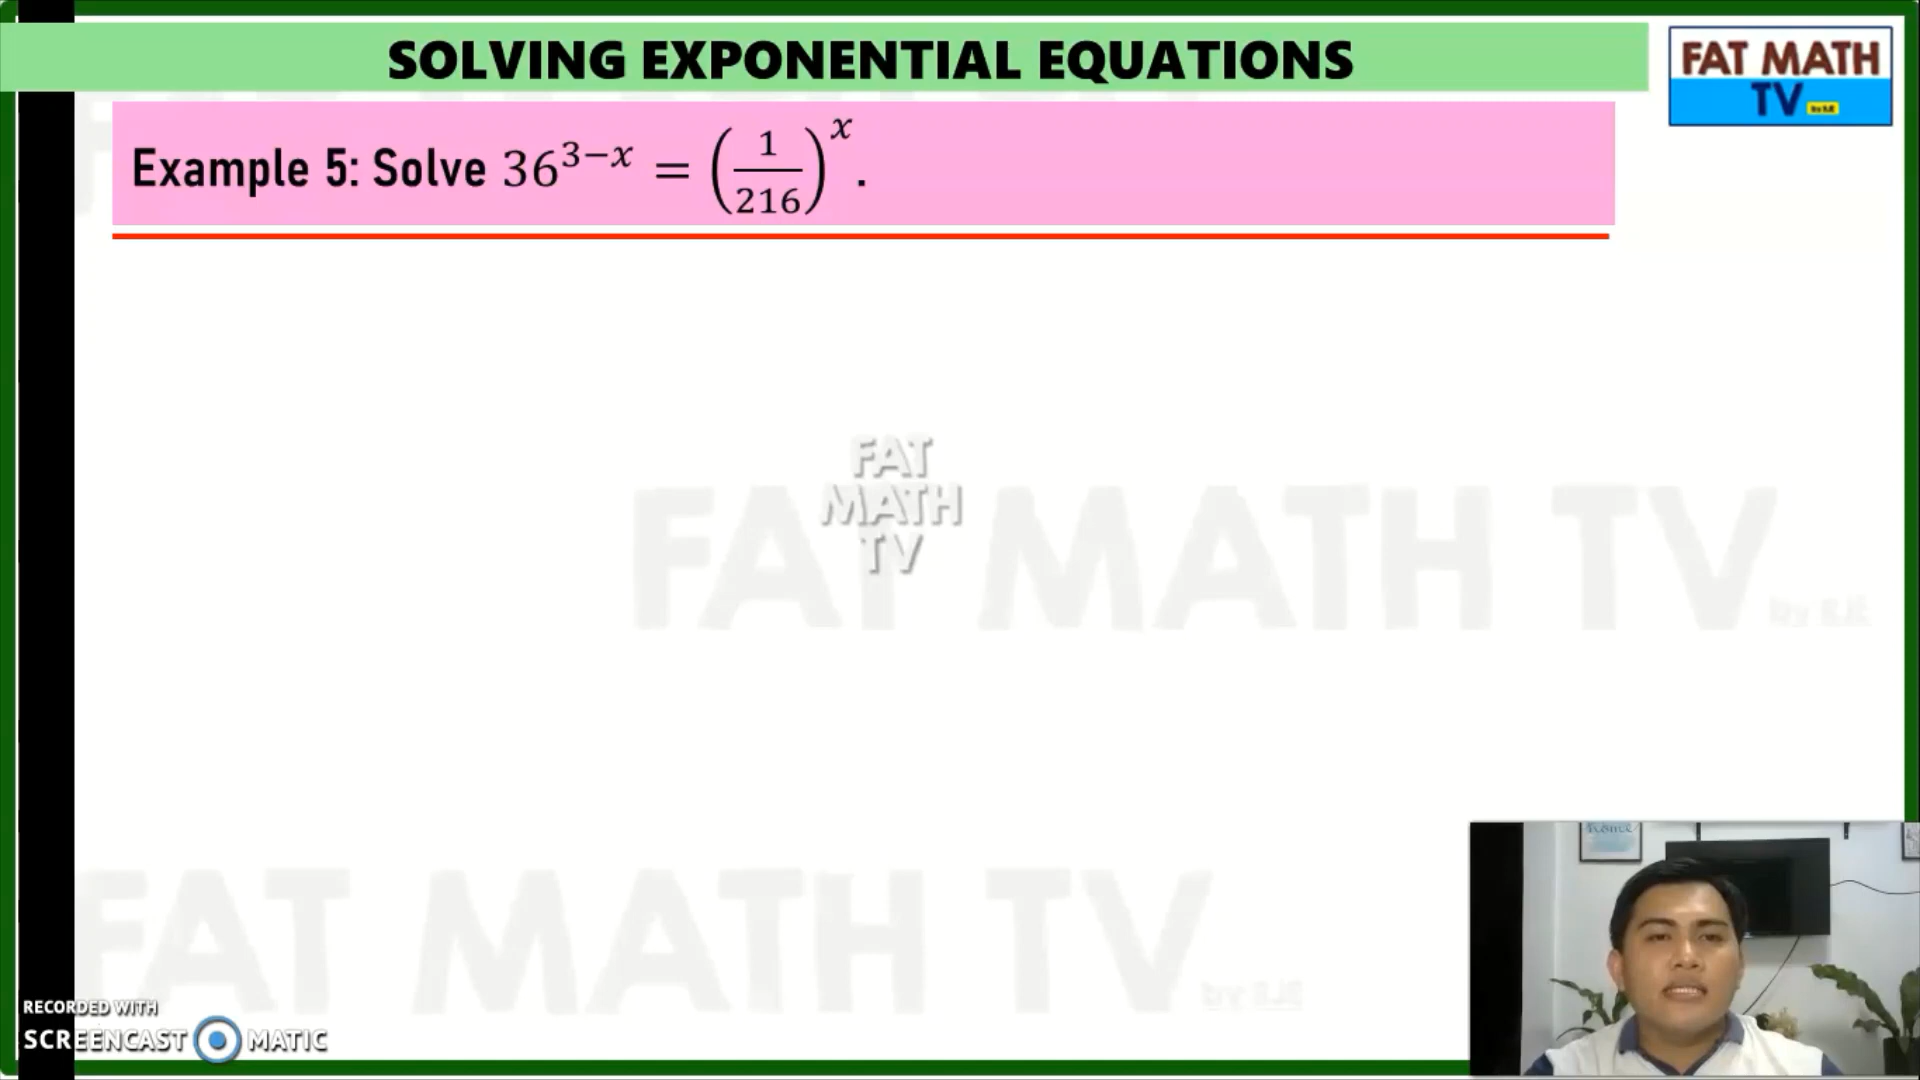 SOLVING EXPONENTIAL EQUATIONS
FAT MATH
TV
Example 5: Solve 36^{3−x} = (1/216)^x.
FAT
MATH
TV
FAT MATH TV
FAT MATH TV
RECORDED WITH
SCREENCAST MATIC